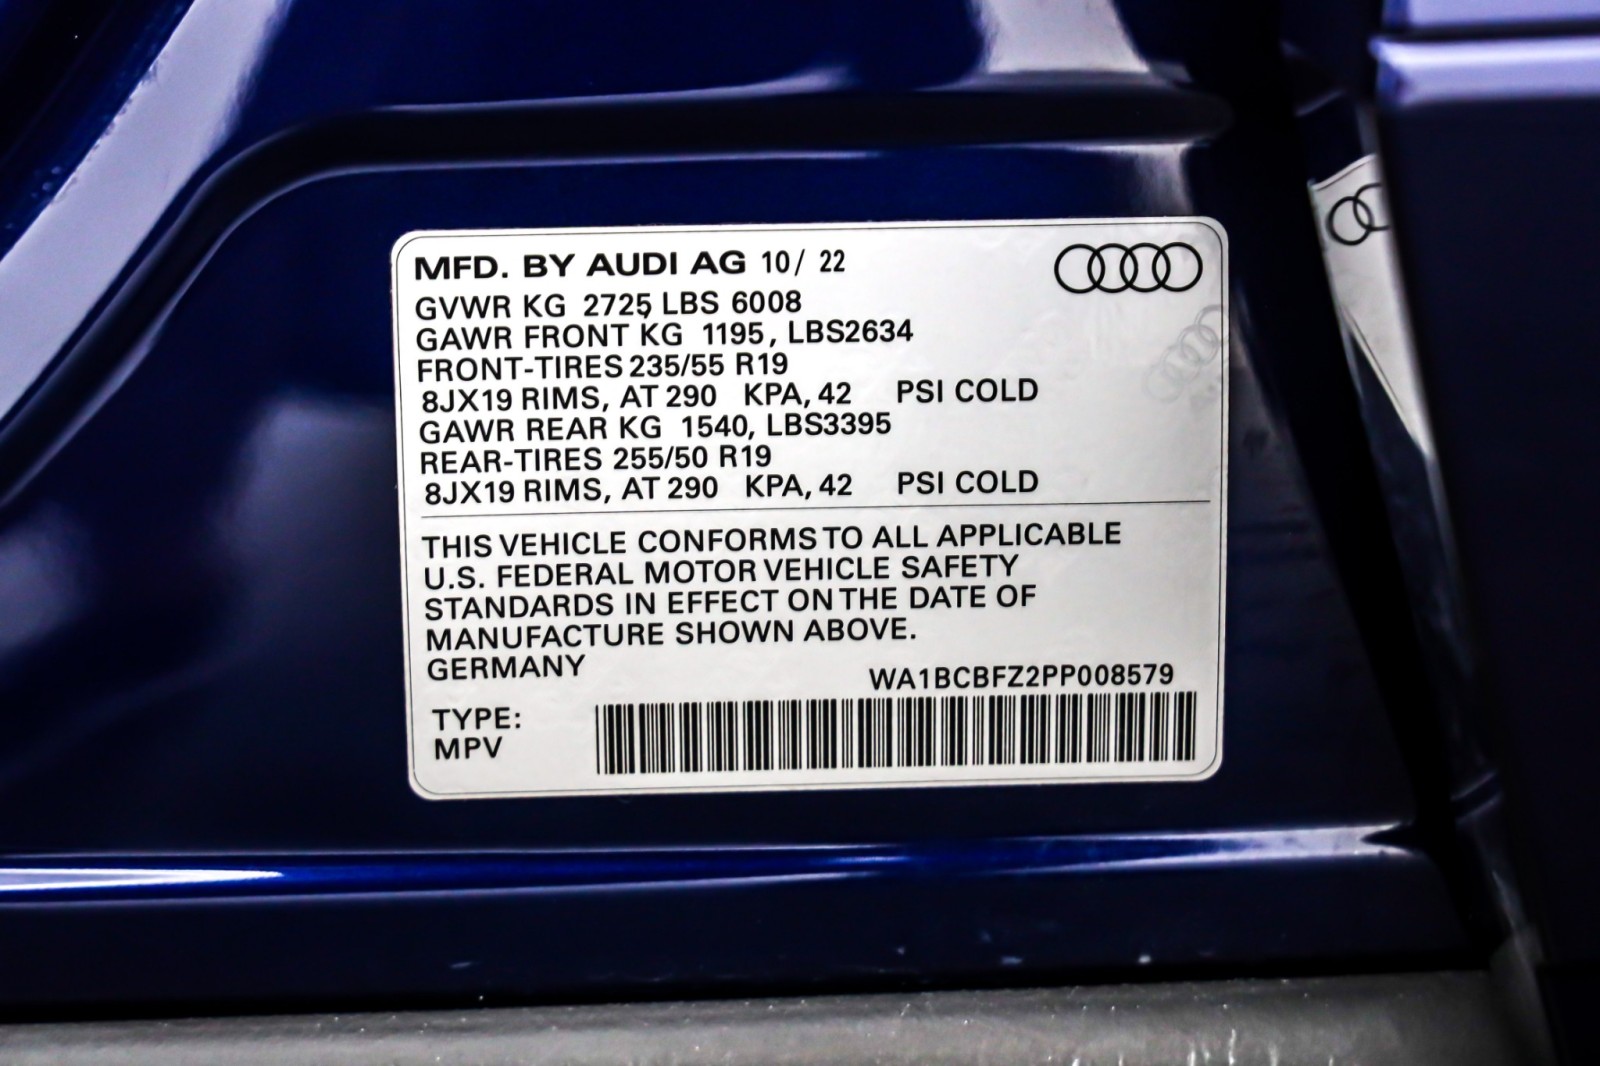 MFD. BY AUDI AG 10/ 22
GVWR KG 2725, LBS 6008
GAWR FRONT KG 1195, LBS2634
FRONT-TIRES 235/55 R19
8JX19 RIMS, AT 290 KPA, 42 PSI COLD
GAWR REAR KG 1540, LBS3395
REAR-TIRES 255/50 R19
8JX19 RIMS, AT 290 KPA, 42 PSI COLD
THIS VEHICLE CONFORMS TO ALL APPLICABLE
U.S. FEDERAL MOTOR VEHICLE SAFETY
STANDARDS IN EFFECT ON THE DATE OF
MANUFACTURE SHOWN ABOVE.
GERMANY
WA1BCBFZ2PP008579
TYPE:
MPV